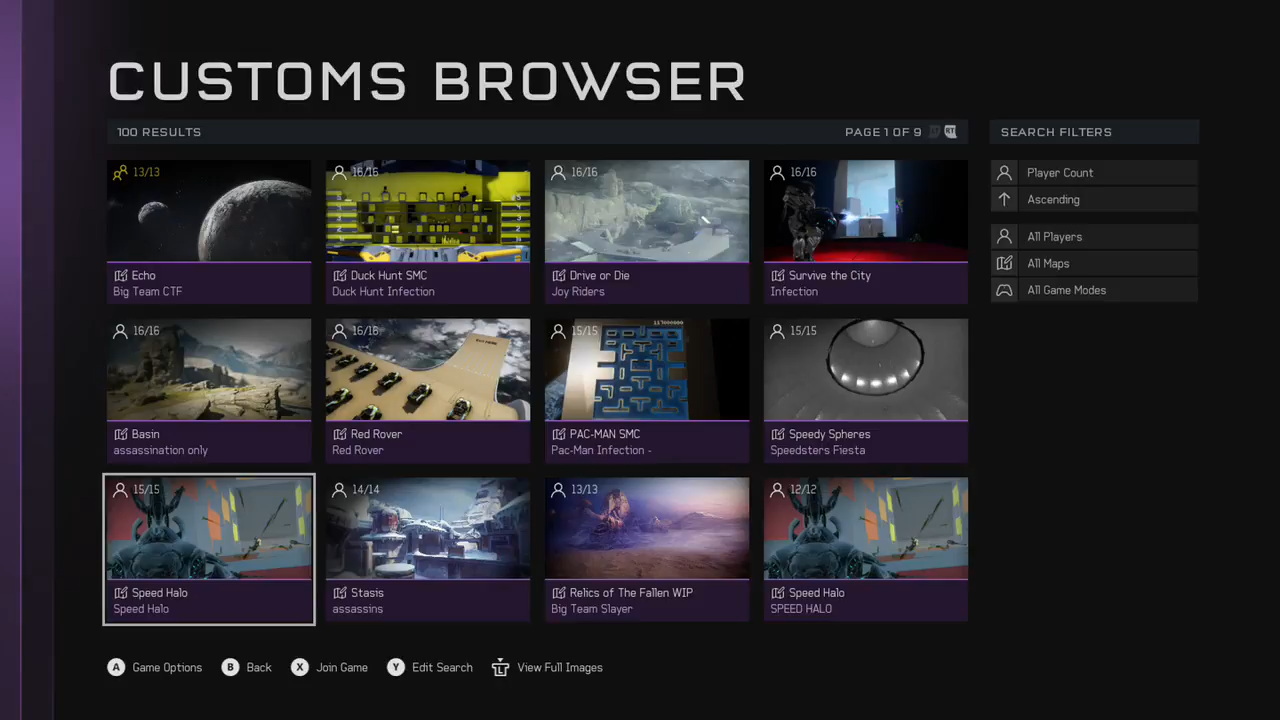 CUSTOMS BROWSER
100 RESULTS
PAGE 1 OF 9
RT
SEARCH FILTERS
Player Count
Ascending
All Players
All Maps
All Game Modes
13/13
Echo
Big Team CTF
16/16
Duck Hunt SMC
Duck Hunt Infection
16/16
Drive or Die
Joy Riders
16/16
Survive the City
Infection
16/16
Basin
assassination only
16/16
Red Rover
Red Rover
15/15
PAC-MAN SMC
Pac-Man Infection -
15/15
Speedy Spheres
Speedsters Fiesta
15/15
Speed Halo
Speed Halo
14/14
Stasis
assassins
13/13
Relics of The Fallen WIP
Big Team Slayer
12/12
Speed Halo
SPEED HALO
A Game Options
B Back
X Join Game
Y Edit Search
L View Full Images